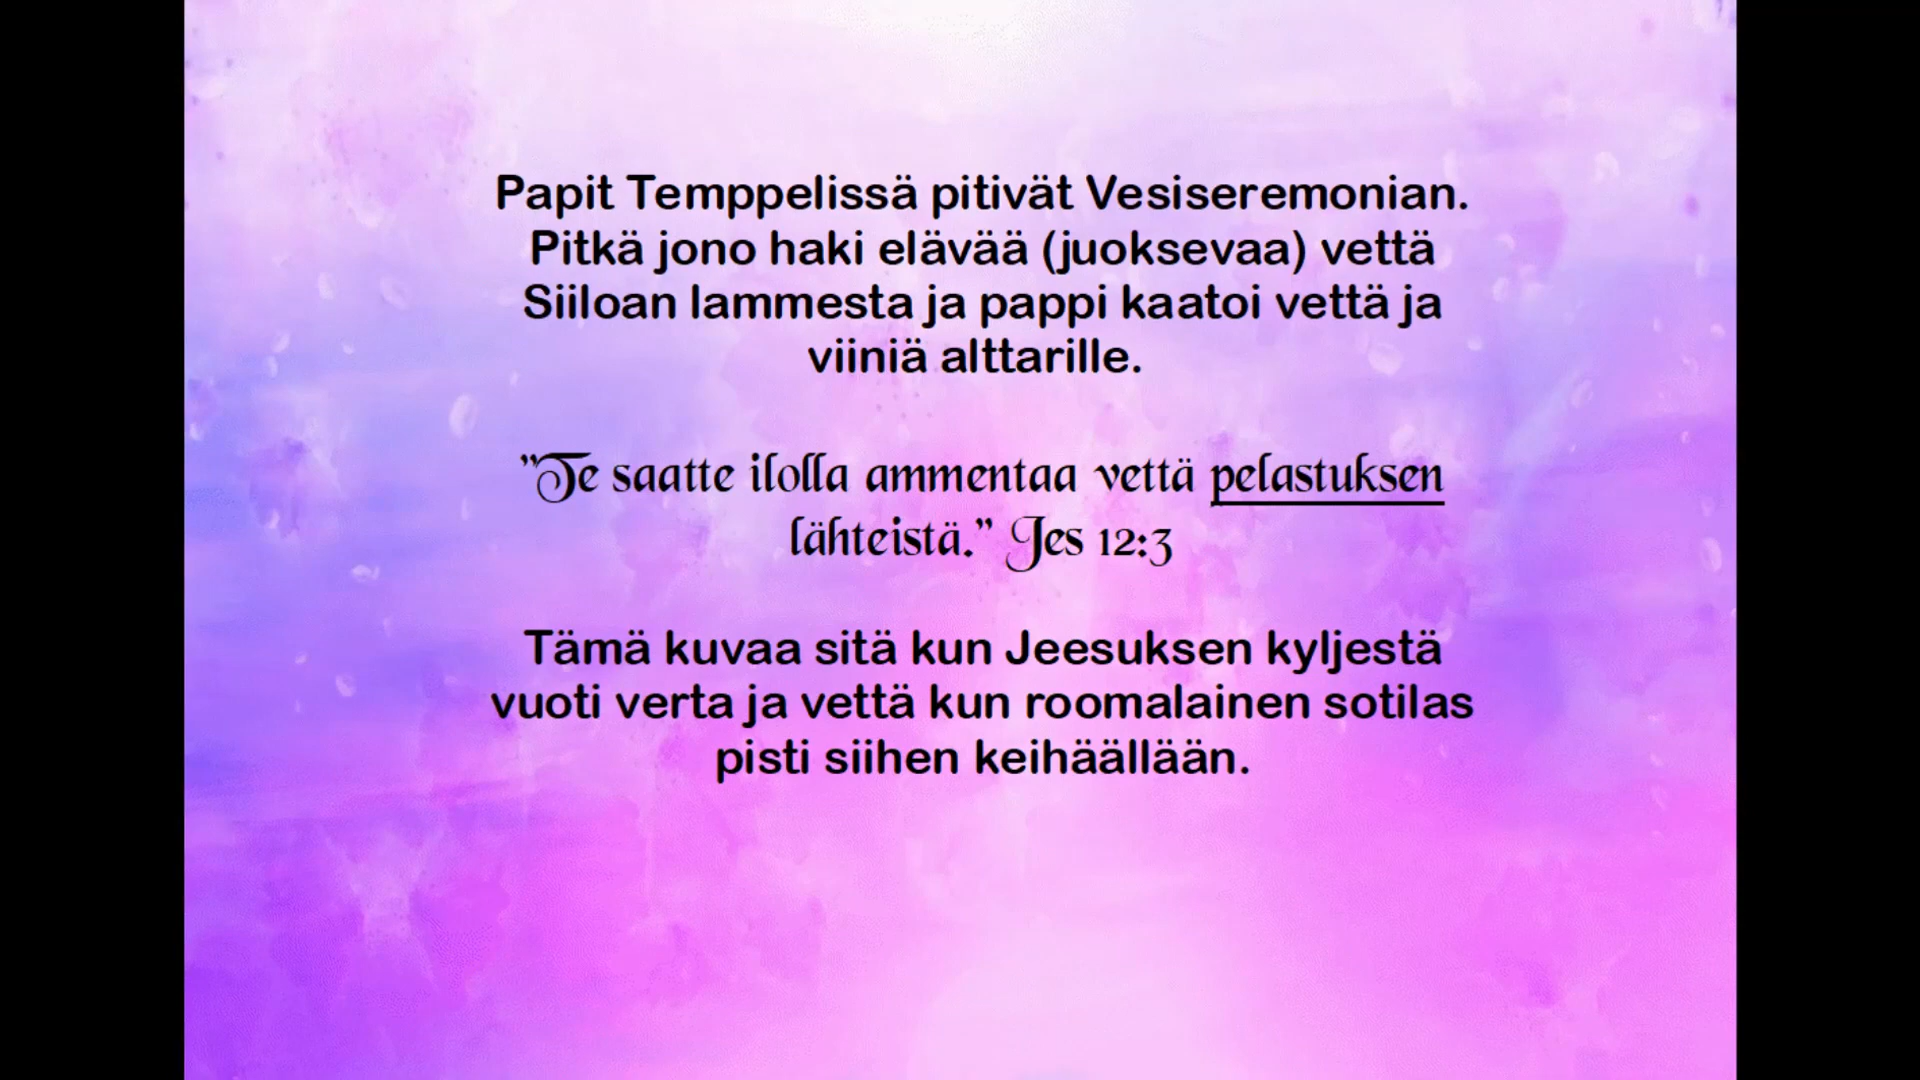 Papit Temppelissä pitivät Vesiseremonian.
Pitkä jono haki elävää (juoksevaa) vettä
Siiloan lammesta ja pappi kaatoi vettä ja
viiniä alttarille.
”Te saatte ilolla ammentaa vettä pelastuksen
lähteistä.” Jes 12:3
Tämä kuvaa sitä kun Jeesuksen kyljestä
vuoti verta ja vettä kun roomalainen sotilas
pisti siihen keihäällään.